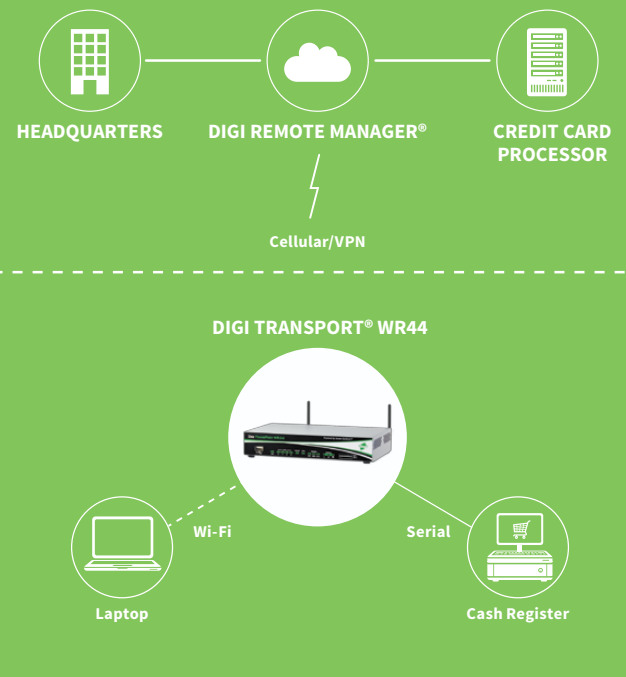 HEADQUARTERS
DIGI REMOTE MANAGER®
CREDIT CARD
PROCESSOR
Cellular/VPN
DIGI TRANSPORT® WR44
Wi-Fi
Serial
Laptop
Cash Register